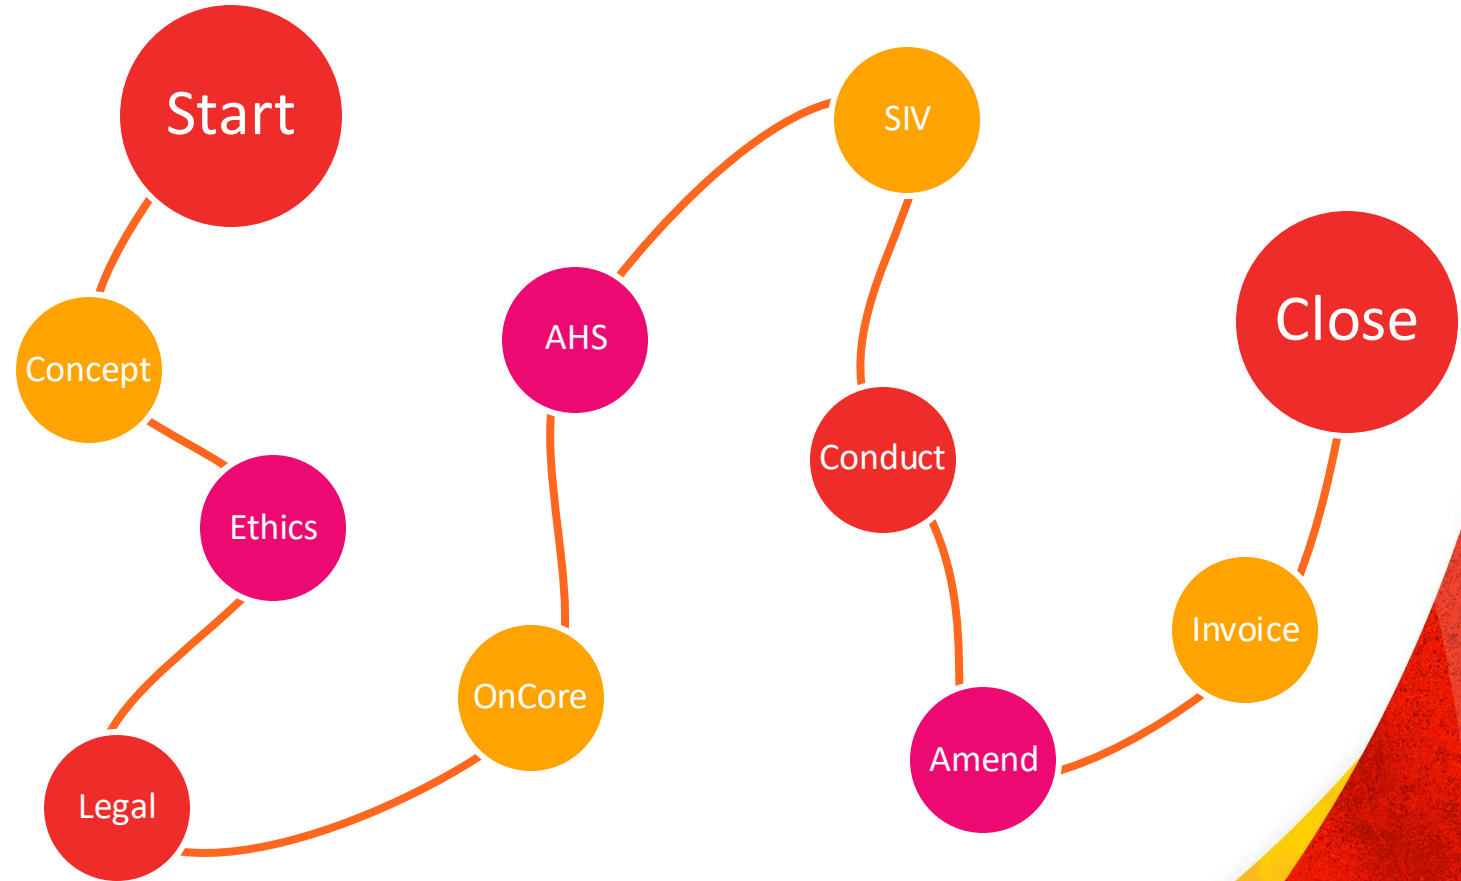 Start
Concept
Ethics
Legal
OnCore
AHS
SIV
Conduct
Amend
Invoice
Close